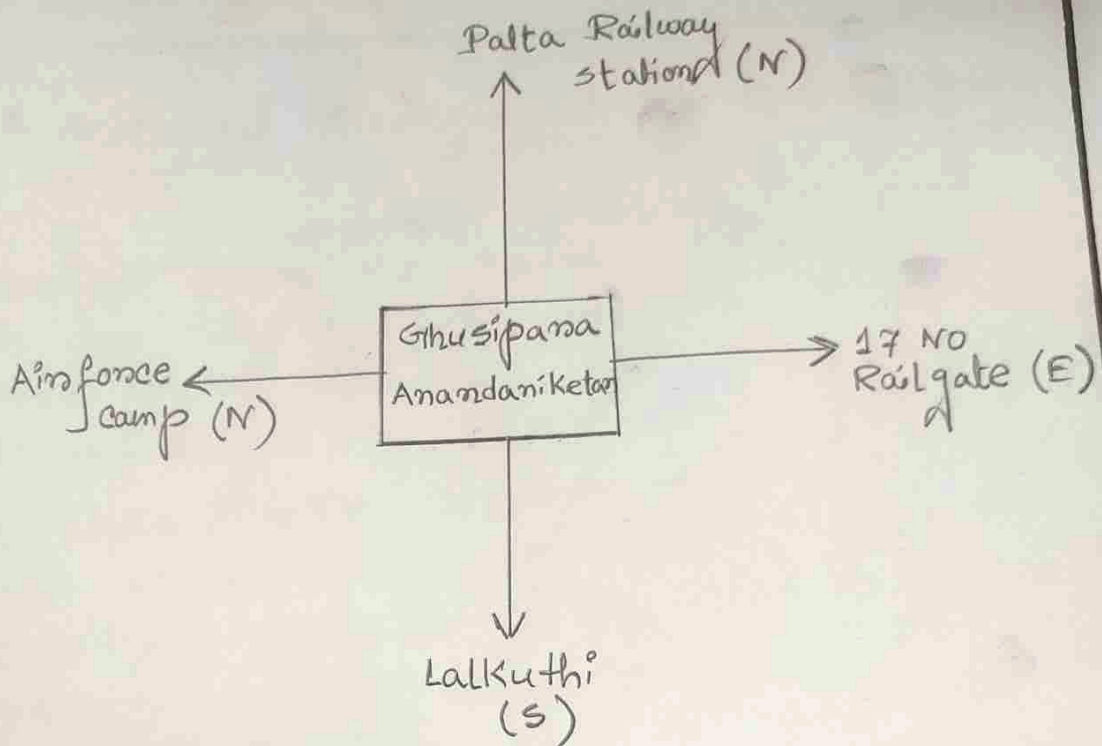 Palta Railway
station (N)
Ghusipara
Anandaniketan
17 NO
Railgate (E)
Airforce
camp (N)
Lalkuthi
(S)